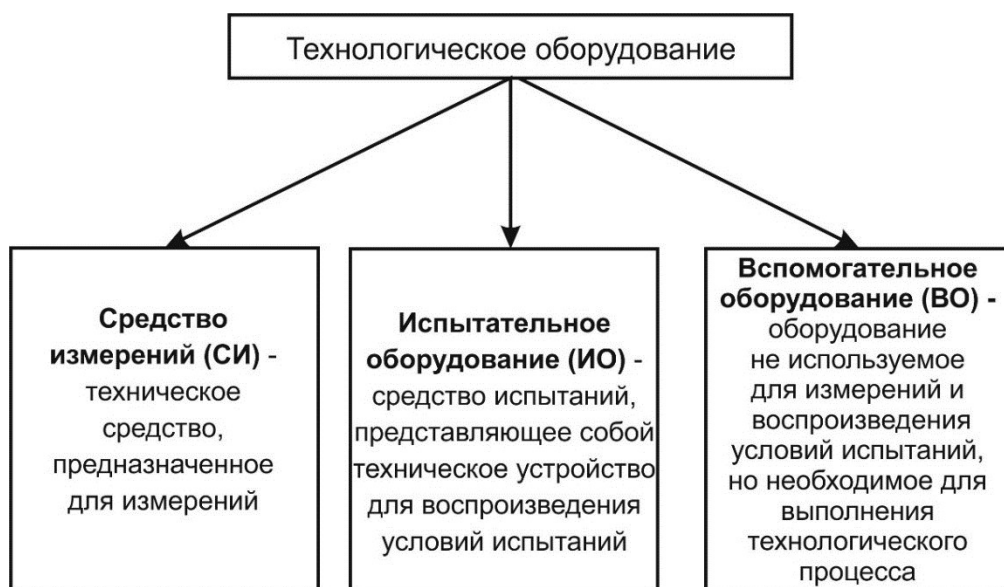 Технологическое оборудование
Средство
измерений (СИ) -
техническое
средство,
предназначенное
для измерений
Испытательное
оборудование (ИО) -
средство испытаний,
представляющее собой
техническое устройство
для воспроизведения
условий испытаний
Вспомогательное
оборудование (ВО) -
оборудование
не используемое
для измерений и
воспроизведения
условий испытаний,
но необходимое для
выполнения
технологического
процесса